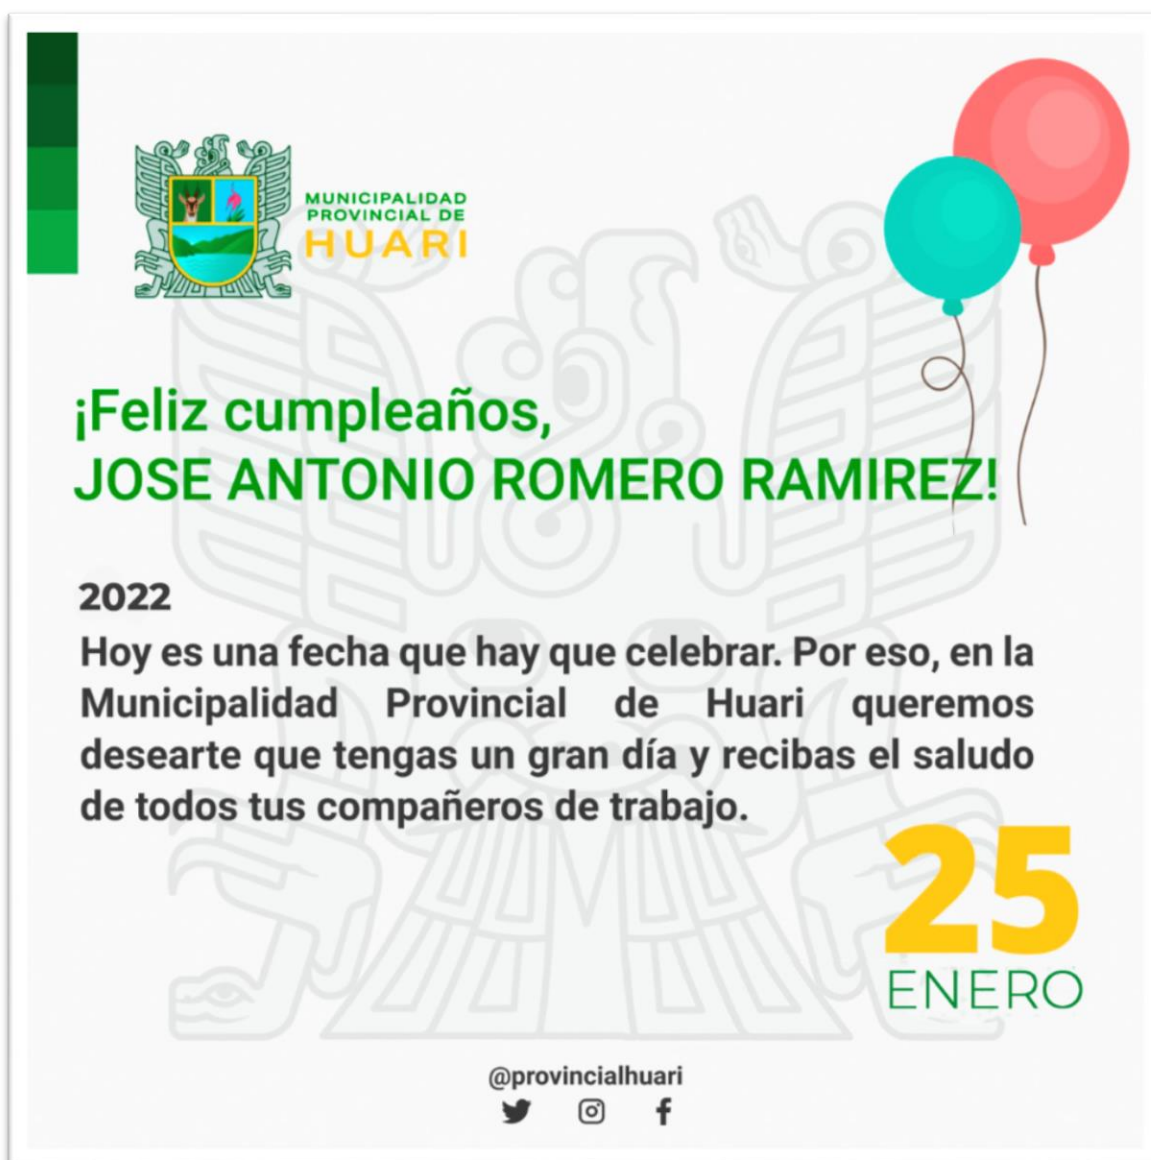 MUNICIPALIDAD
PROVINCIAL DE
HUARI
¡Feliz cumpleaños,
JOSE ANTONIO ROMERO RAMIREZ!
2022
Hoy es una fecha que hay que celebrar. Por eso, en la
Municipalidad Provincial de Huari queremos
desearte que tengas un gran día y recibas el saludo
de todos tus compañeros de trabajo.
25
ENERO
@provincialhuari